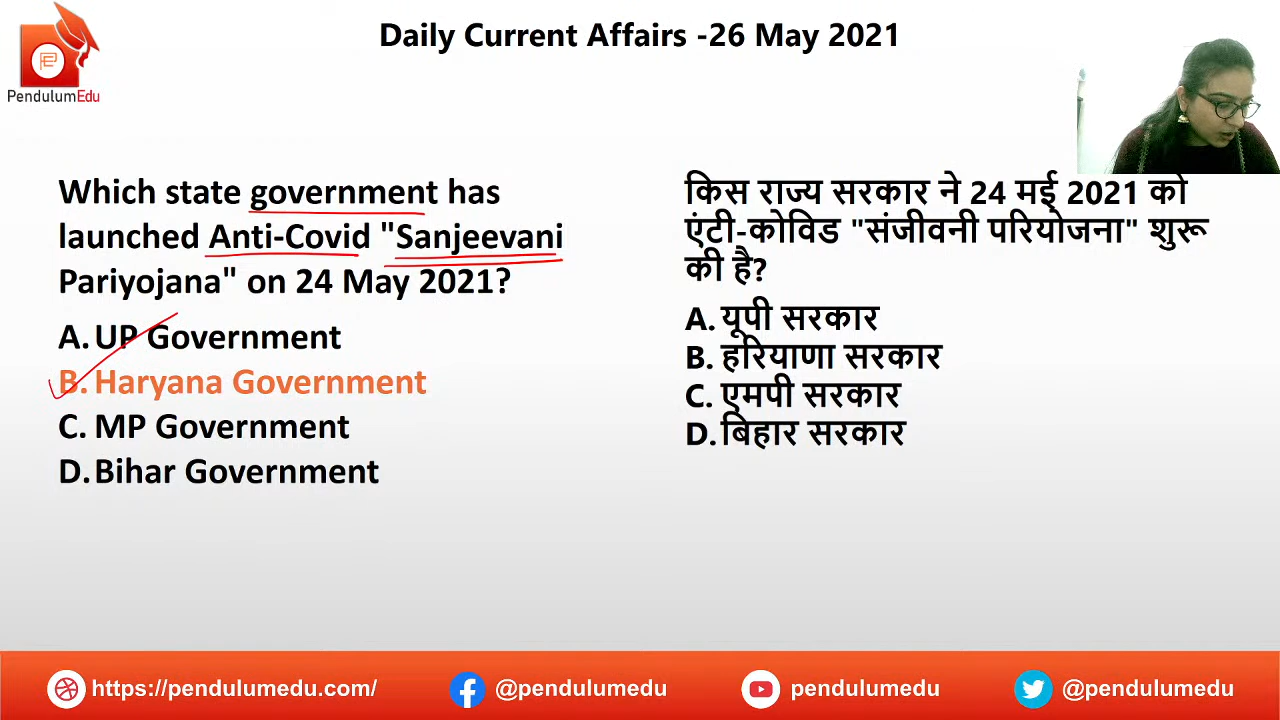 Daily Current Affairs -26 May 2021
PendulumEdu
Which state government has
launched Anti-Covid "Sanjeevani
Pariyojana" on 24 May 2021?
A. UP Government
B. Haryana Government
C. MP Government
D. Bihar Government
किस राज्य सरकार ने 24 मई 2021 को
एंटी-कोविड "संजीवनी परियोजना" शुरू
की है?
A. यूपी सरकार
B. हरियाणा सरकार
C. एमपी सरकार
D. बिहार सरकार
https://pendulumedu.com/
@pendulumedu
pendulumedu
@pendulumedu